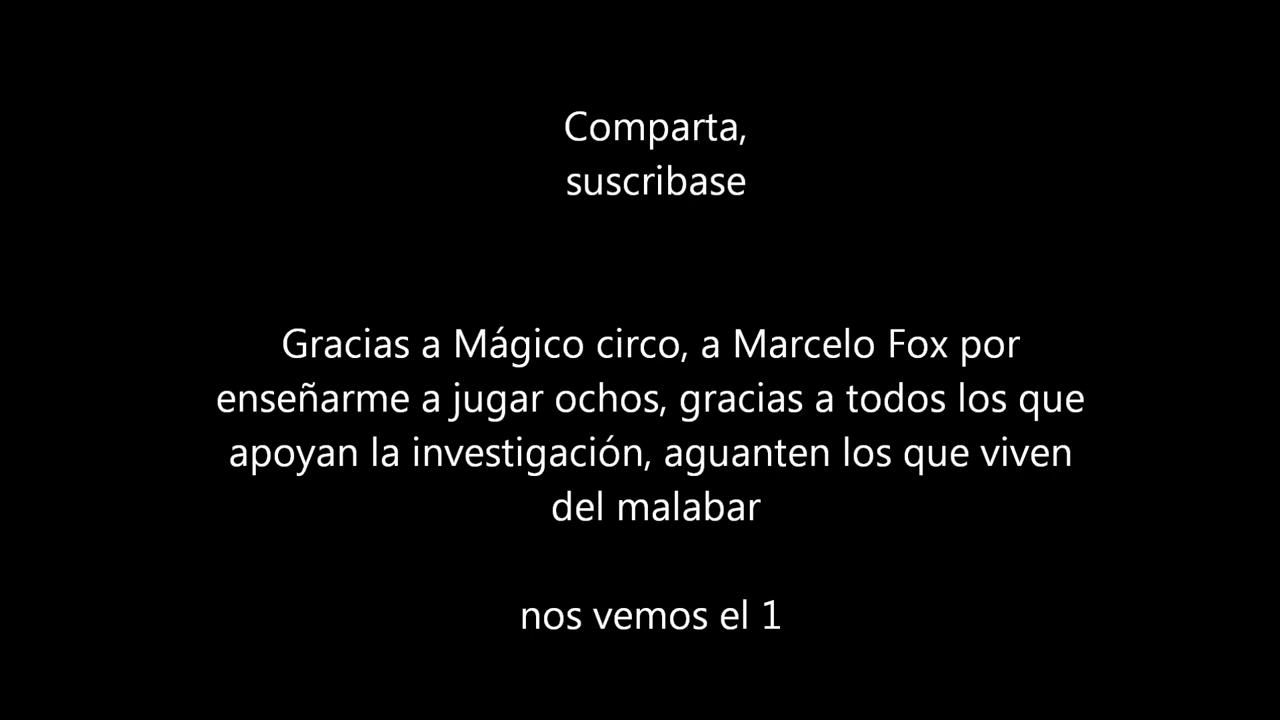 Comparta,
suscribase
Gracias a Mágico circo, a Marcelo Fox por
enseñarme a jugar ochos, gracias a todos los que
apoyan la investigación, aguanten los que viven
del malabar
nos vemos el 1